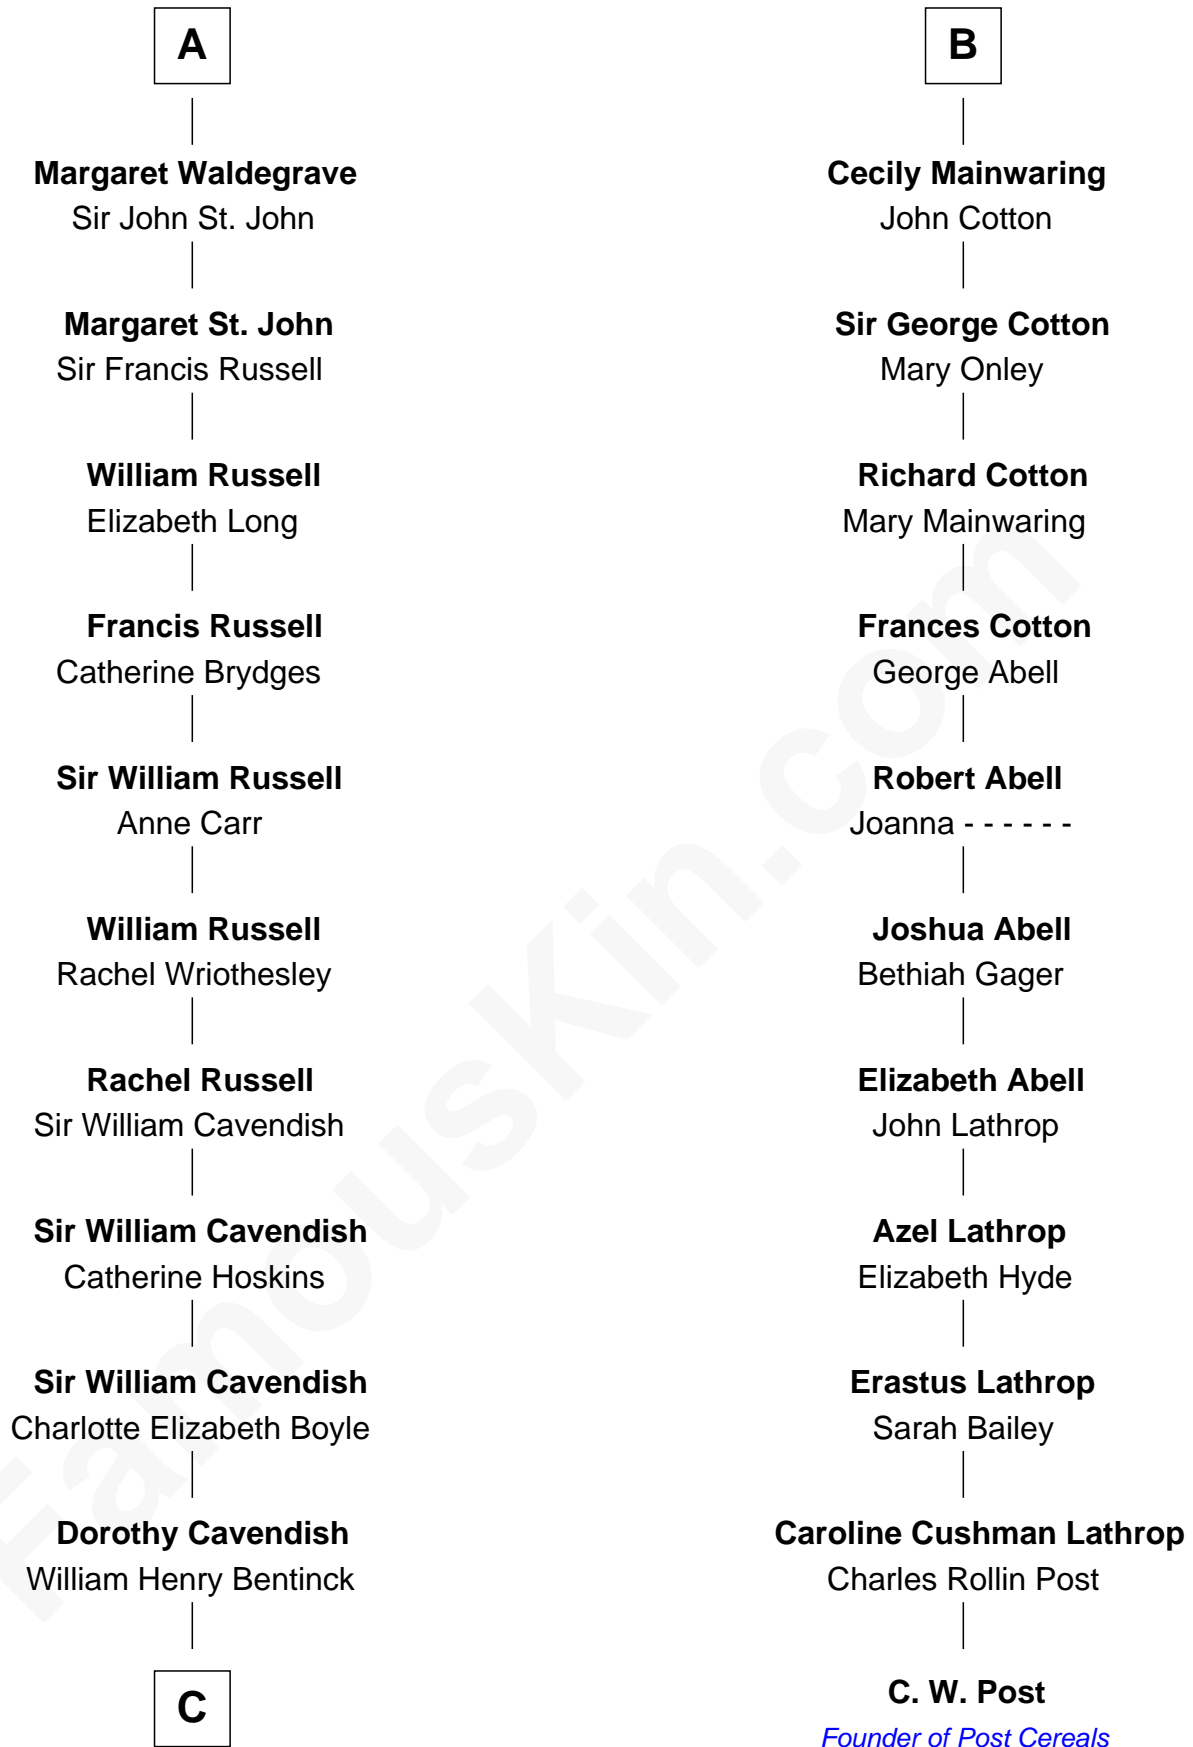 A
Margaret Waldegrave
Sir John St. John
Margaret St. John
Sir Francis Russell
William Russell
Elizabeth Long
Francis Russell
Catherine Brydges
Sir William Russell
Anne Carr
William Russell
Rachel Wriothesley
Rachel Russell
Sir William Cavendish
Sir William Cavendish
Catherine Hoskins
Sir William Cavendish
Charlotte Elizabeth Boyle
Dorothy Cavendish
William Henry Bentinck
C
B
Cecily Mainwaring
John Cotton
Sir George Cotton
Mary Onley
Richard Cotton
Mary Mainwaring
Frances Cotton
George Abell
Robert Abell
Joanna - - - - - -
Joshua Abell
Bethiah Gager
Elizabeth Abell
John Lathrop
Azel Lathrop
Elizabeth Hyde
Erastus Lathrop
Sarah Bailey
Caroline Cushman Lathrop
Charles Rollin Post
C. W. Post
Founder of Post Cereals
FamousKin.com